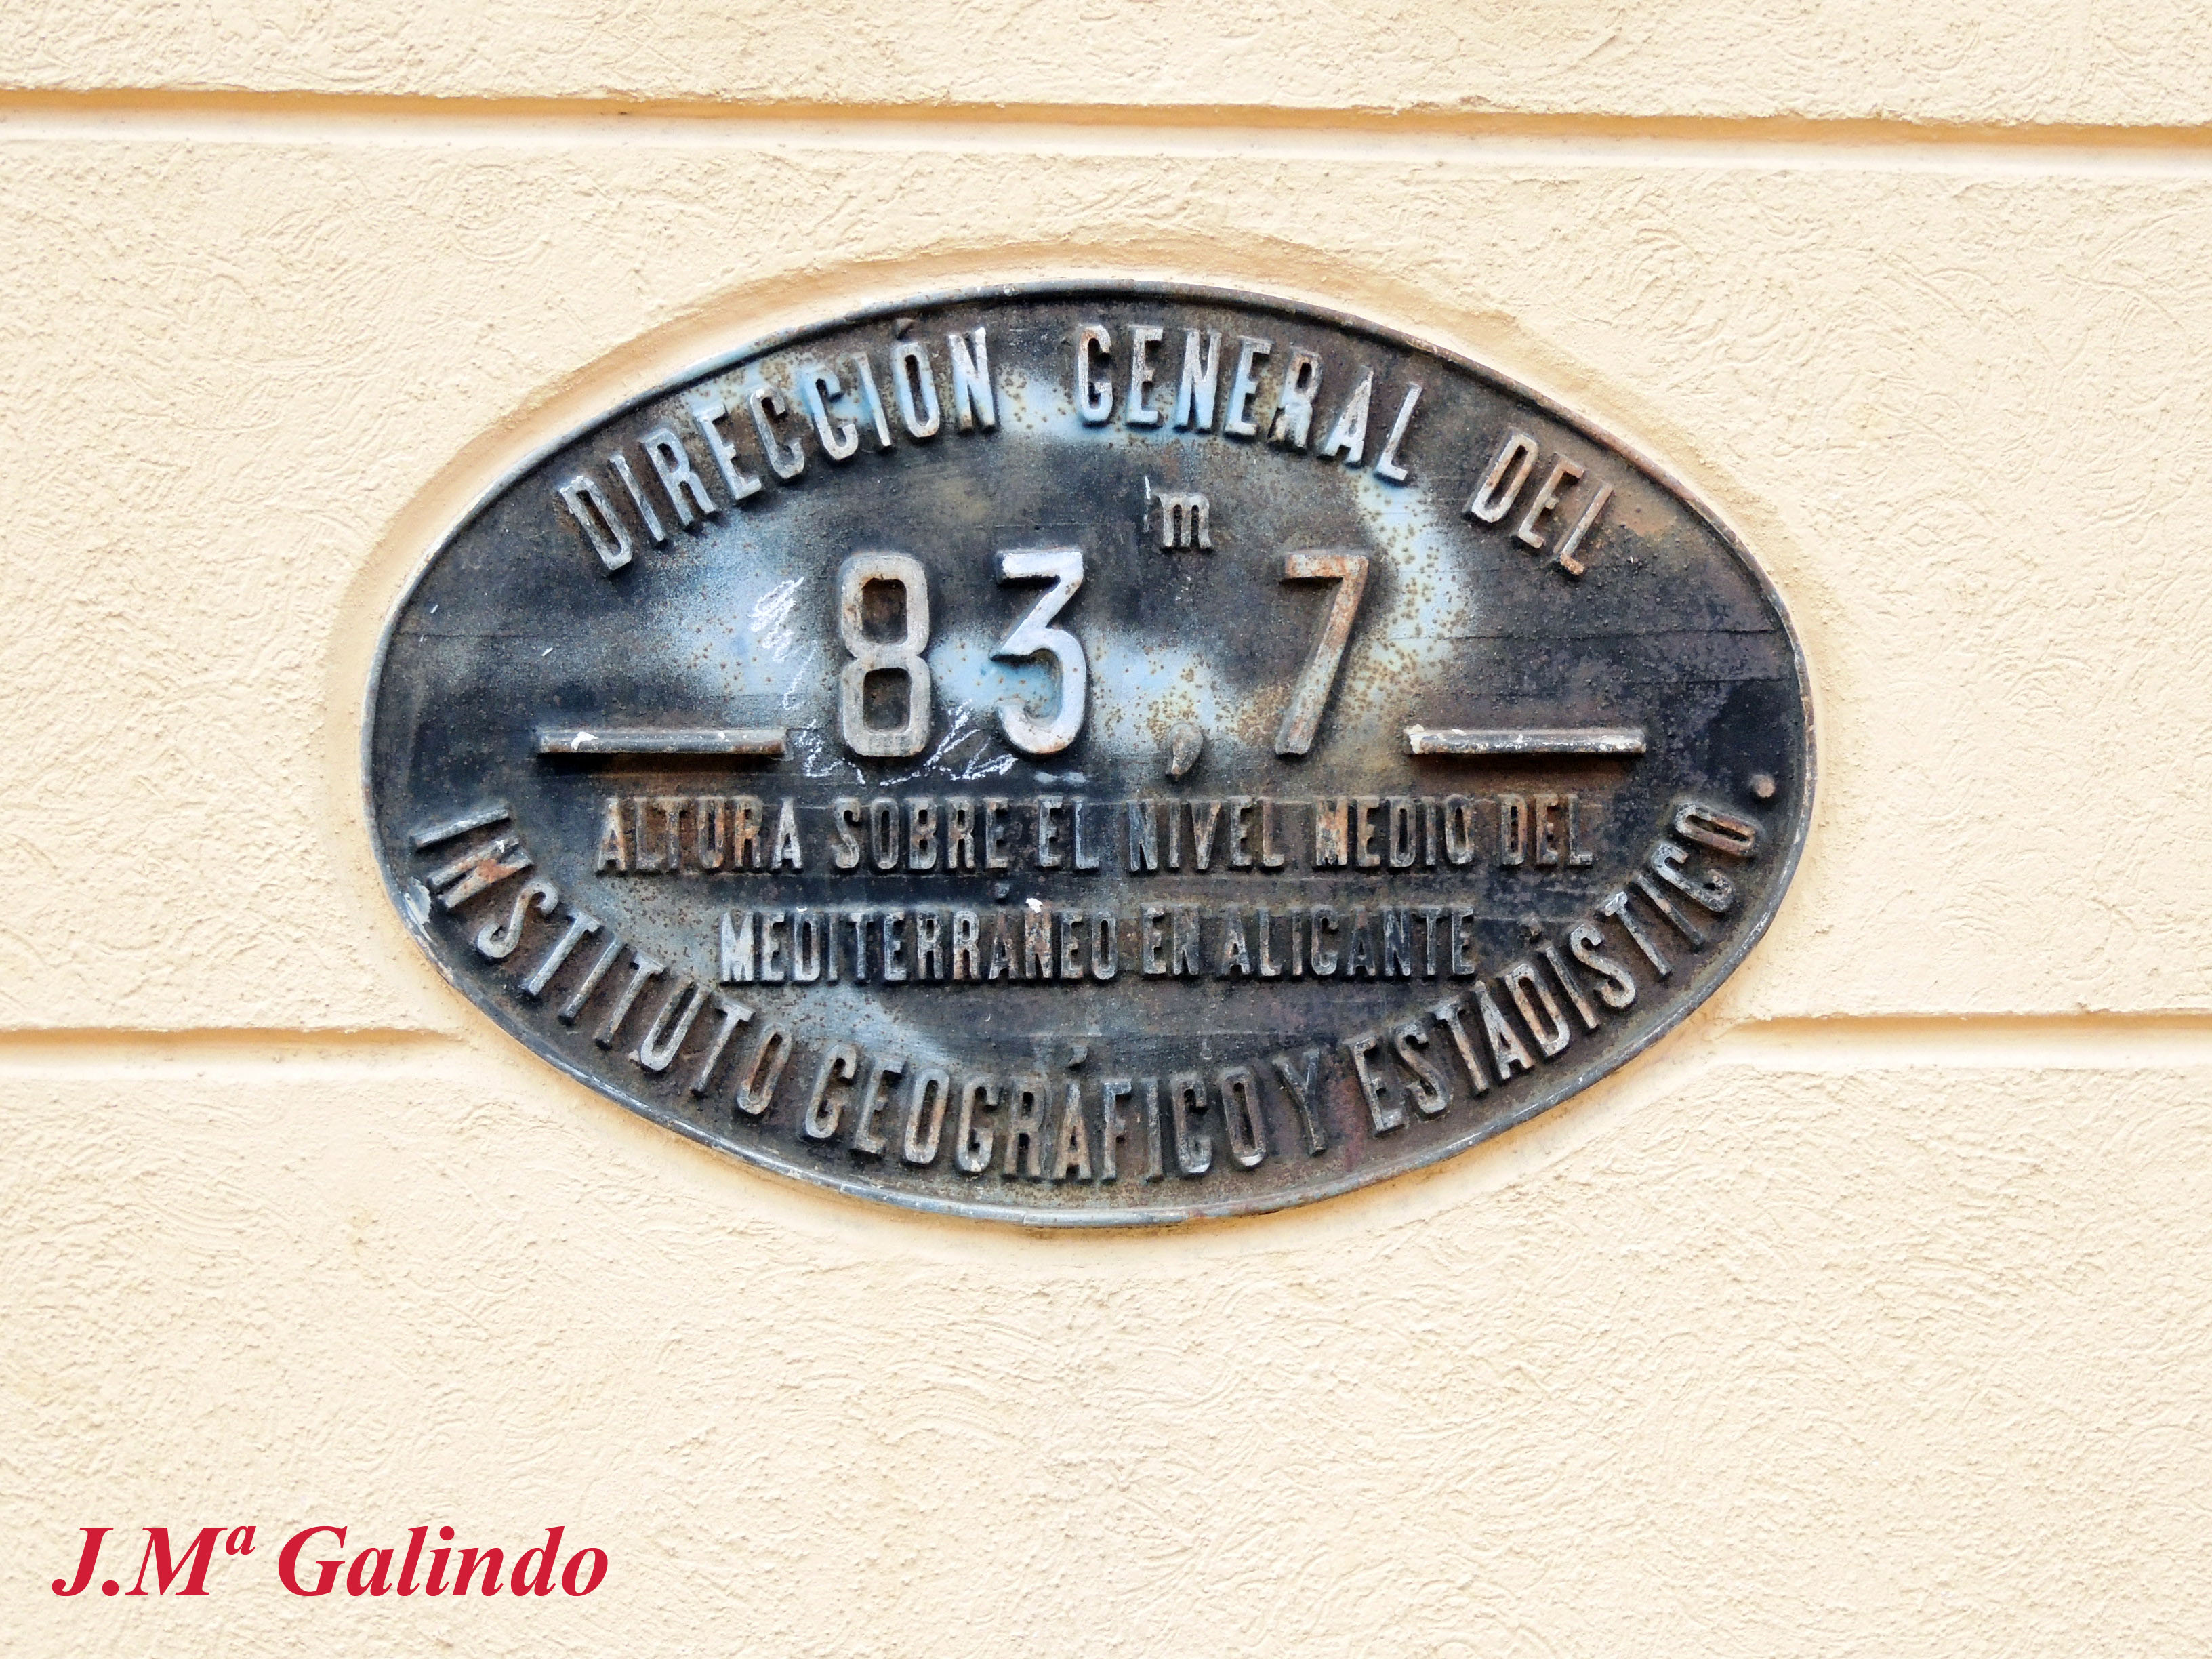 DIRECCIÓN GENERAL DEL
m
83,7
ALTURA SOBRE EL NIVEL MEDIO DEL
MEDITERRÁNEO EN ALICANTE
INSTITUTO GEOGRÁFICO Y ESTADÍSTICO.
J.Mª Galindo